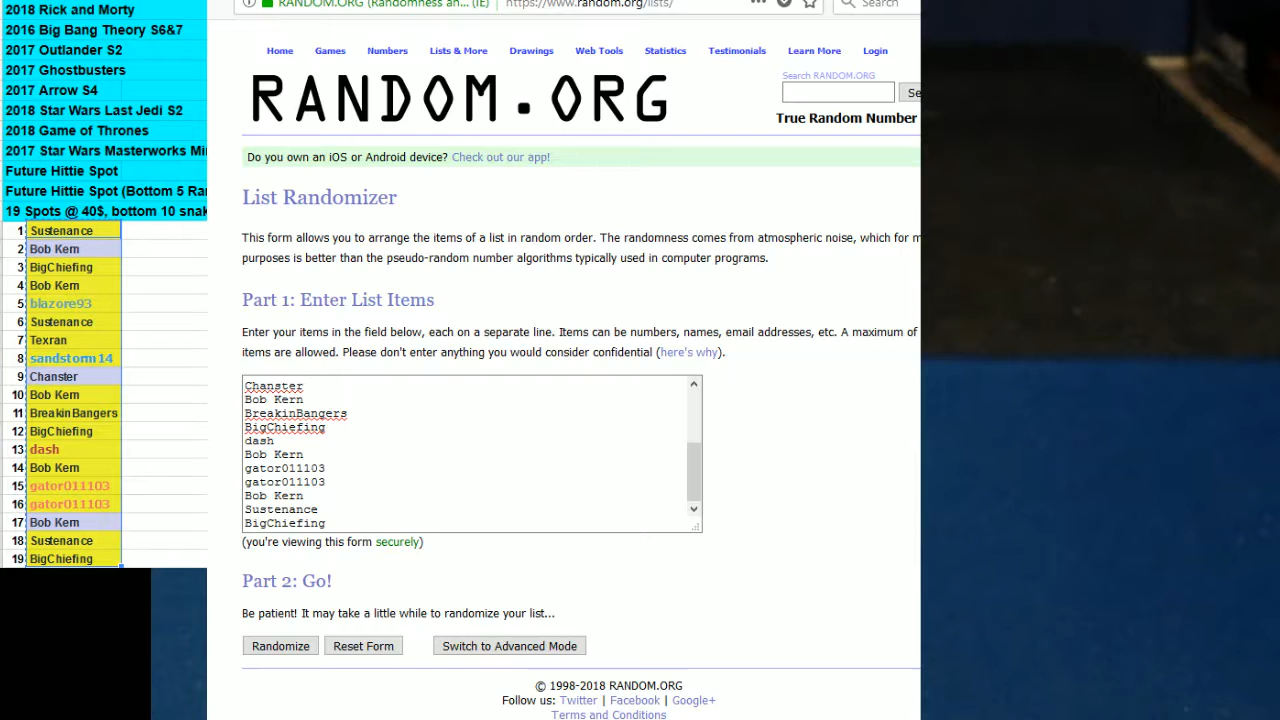 2018 Rick and Morty
2016 Big Bang Theory S6&7
2017 Outlander S2
2017 Ghostbusters
2017 Arrow S4
2018 Star Wars Last Jedi S2
2018 Game of Thrones
2017 Star Wars Masterworks
Future Hittie Spot
Future Hittie Spot (Bottom 5
19 Spots @ 40$, bottom 10
1 Sustenance
2 Bob Kern
3 BigChiefing
4 Bob Kern
5 blazore93
6 Sustenance
7 Texran
8 sandstorm14
9 Chanster
10 Bob Kern
11 BreakinBangers
12 BigChiefing
13 dash
14 Bob Kern
15 gator011103
16 gator011103
17 Bob Kern
18 Sustenance
19 BigChiefing
RANDOM.ORG (Randomness an... (IE) https://www.random.org/lists/ ... Search
Home Games Numbers Lists & More Drawings Web Tools Statistics Testimonials Learn More Login
RANDOM.ORG
Search RANDOM.ORG
True Random Number
Do you own an iOS or Android device? Check out our app!
List Randomizer
This form allows you to arrange the items of a list in random order. The randomness comes from atmospheric noise, which for
purposes is better than the pseudo-random number algorithms typically used in computer programs.
Part 1: Enter List Items
Enter your items in the field below, each on a separate line. Items can be numbers, names, email addresses, etc. A maximum of
items are allowed. Please don't enter anything you would consider confidential (here's why).
Chanster
Bob Kern
BreakinBangers
BigChiefing
dash
Bob Kern
gator011103
gator011103
Bob Kern
Sustenance
BigChiefing
(you're viewing this form securely)
Part 2: Go!
Be patient! It may take a little while to randomize your list...
Randomize Reset Form Switch to Advanced Mode
© 1998-2018 RANDOM.ORG
Follow us: Twitter | Facebook | Google+
Terms and Conditions